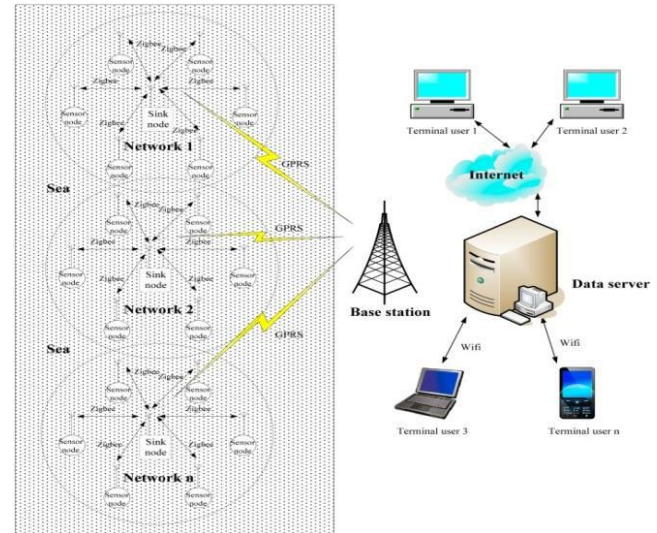 Zigbee
Zigbee
Sensor
node
Sensor
node
Zigbee
Zigbee
Sensor
node
Sink
node
Sensor
node
Zigbee
Network 1
Sensor
node
Sensor
node
GPRS
Sea
Zigbee
Zigbee
Sensor
node
Sensor
node
GPRS
Zigbee
Zigbee
Sensor
node
Zigbee
Sink
node
Sensor
node
Network 2
Sensor
node
Sensor
node
GPRS
Sea
Zigbee
Zigbee
Sensor
node
Sensor
node
Zigbee
Zigbee
Sensor
node
Zigbee
Sink
node
Sensor
node
Network n
Sensor
node
Sensor
node
Base station
Terminal user 1
Terminal user 2
Internet
Data server
Wifi
Wifi
Terminal user 3
Terminal user n